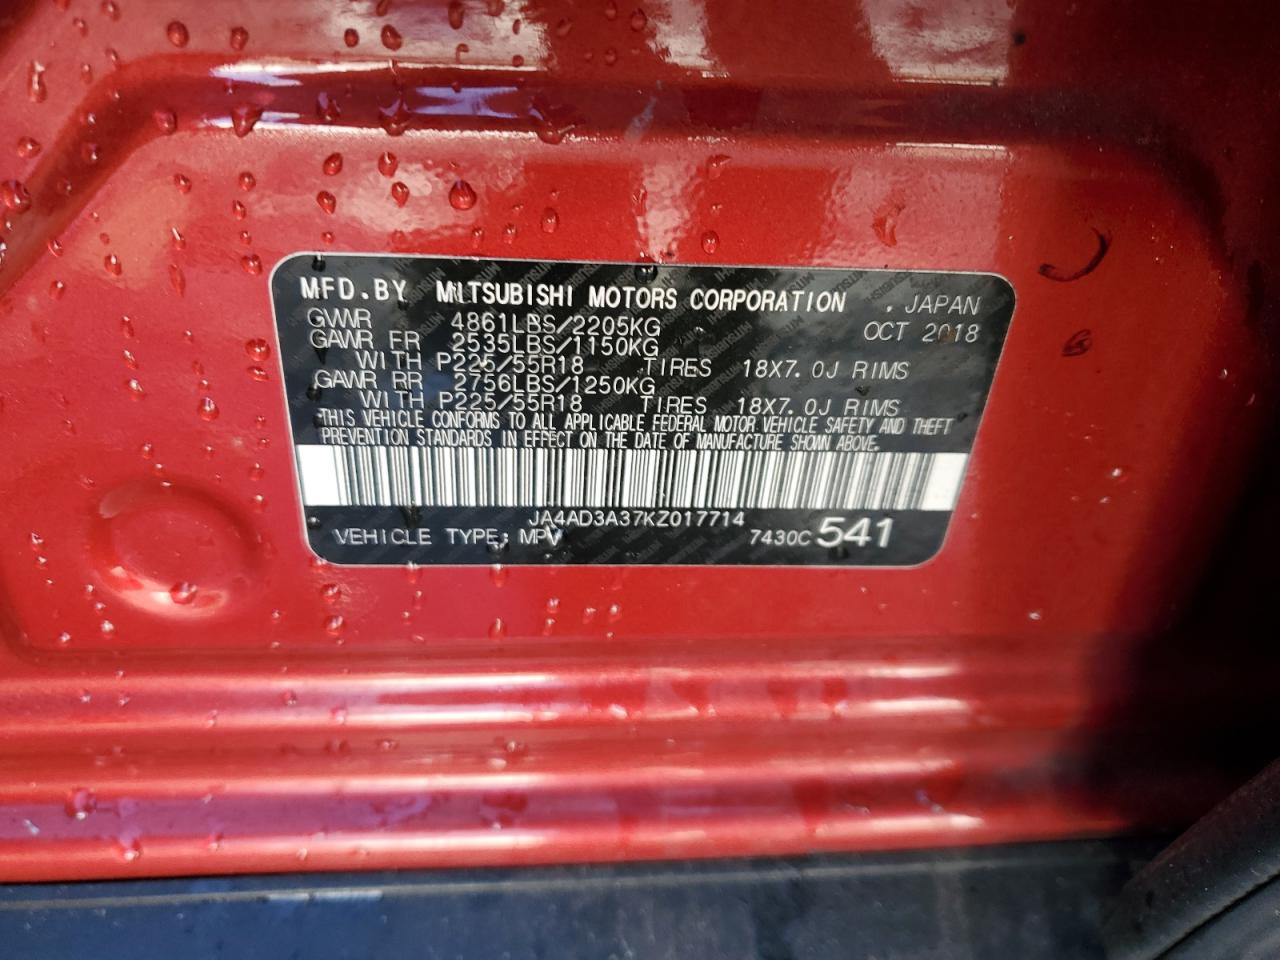 MFD.BY MITSUBISHI MOTORS CORPORATION , JAPAN
GVWR 4861LBS/2205KG OCT 2018
GAWR FR 2535LBS/1150KG
WITH P225/55R18 TIRES 18X7.0J RIMS
GAWR RR 2756LBS/1250KG
WITH P225/55R18 TIRES 18X7.0J RIMS
THIS VEHICLE CONFORMS TO ALL APPLICABLE FEDERAL MOTOR VEHICLE SAFETY AND THEFT
PREVENTION STANDARDS IN EFFECT ON THE DATE OF MANUFACTURE SHOWN ABOVE.
JA4AD3A37KZ017714
VEHICLE TYPE: MPV 7430C 541